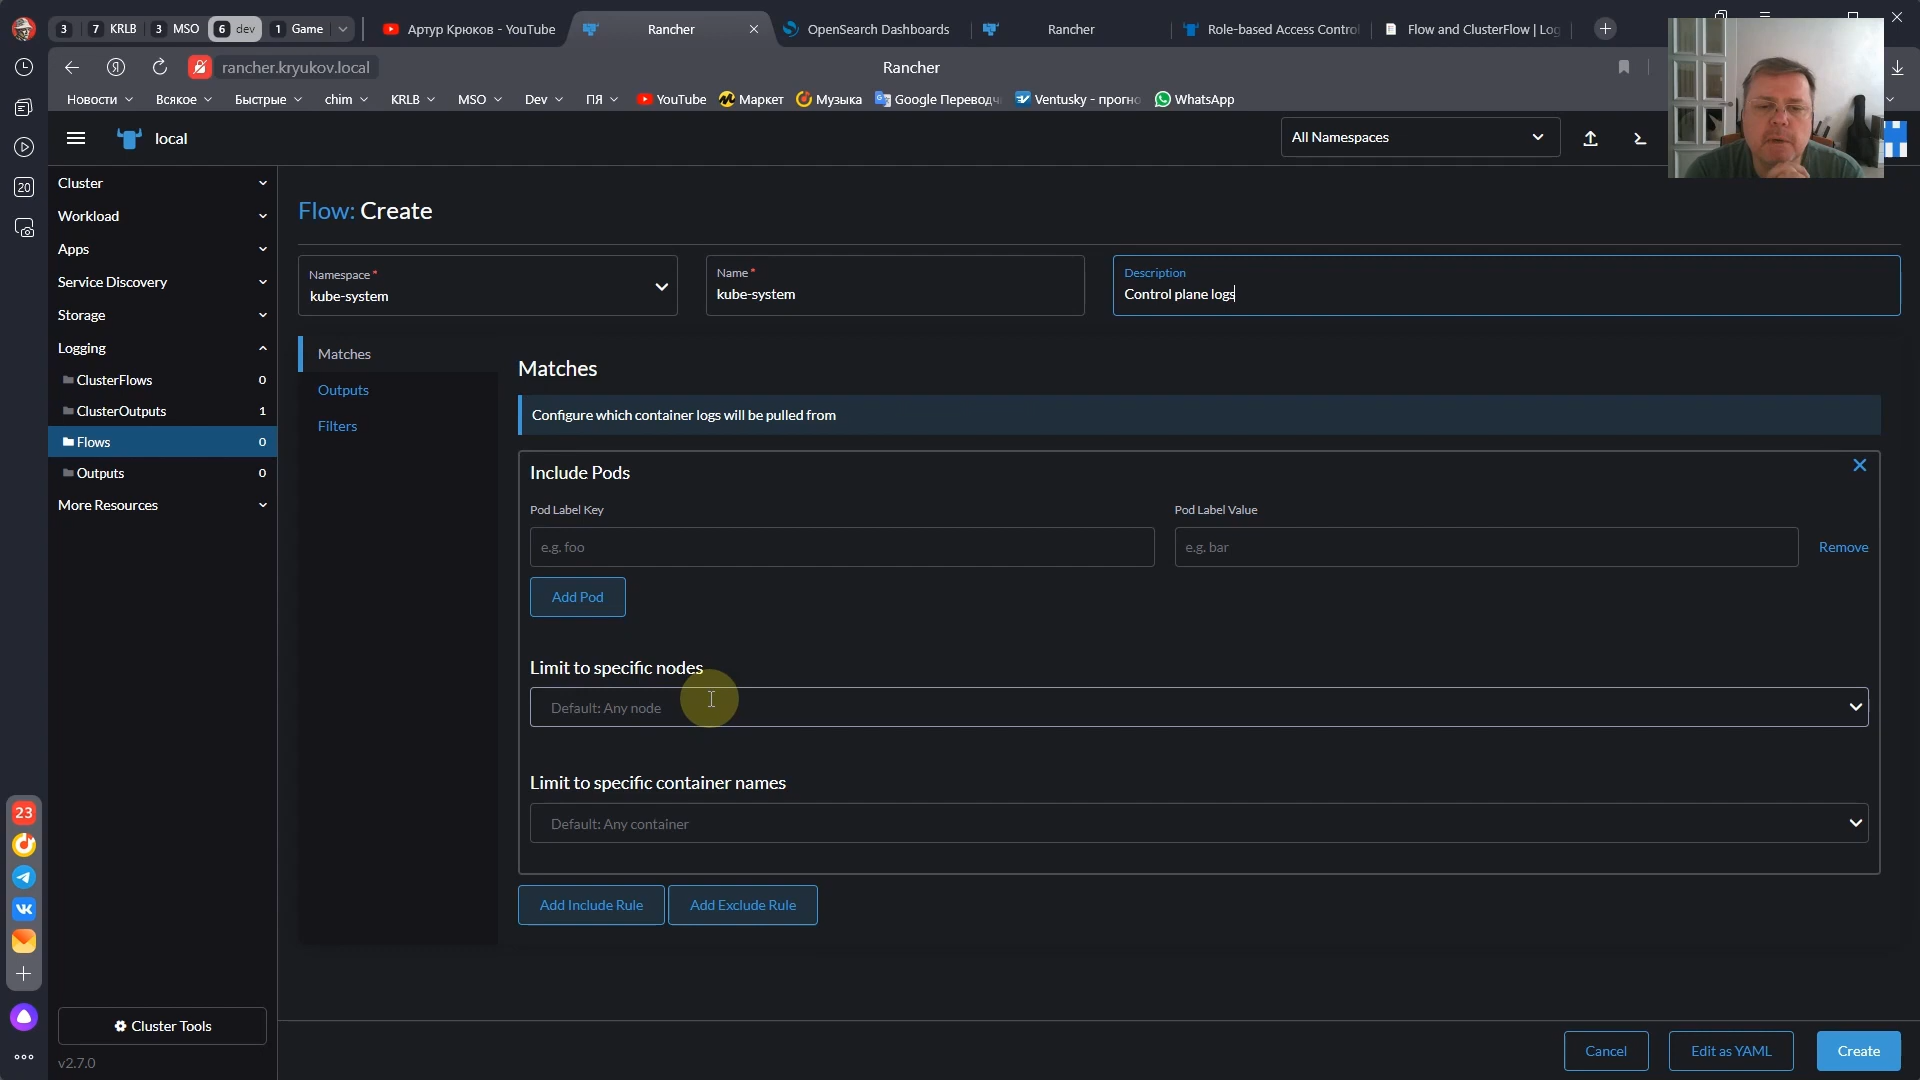 3
7 KRLB
3 MSO
6 dev
1 Game
Артур Крюков - YouTube
Rancher
OpenSearch Dashboards
Rancher
Role-based Access Control
Flow and ClusterFlow | Log
rancher.kryukov.local
Rancher
Новости
Всякое
Быстрые
chim
KRLB
MSO
Dev
ПЯ
YouTube
Маркет
Музыка
Google Переводч
Ventusky - прогно
WhatsApp
20
local
All Namespaces
Cluster
Workload
Apps
Service Discovery
Storage
Logging
ClusterFlows 0
ClusterOutputs 1
Flows 0
Outputs 0
More Resources
Flow: Create
Namespace *
kube-system
Name *
kube-system
Description
Control plane logs
Matches
Outputs
Filters
Matches
Configure which container logs will be pulled from
Include Pods
Pod Label Key
Pod Label Value
e.g. foo
e.g. bar
Remove
Add Pod
Limit to specific nodes
Default: Any node
Limit to specific container names
Default: Any container
Add Include Rule
Add Exclude Rule
23
Cluster Tools
v2.7.0
Cancel
Edit as YAML
Create